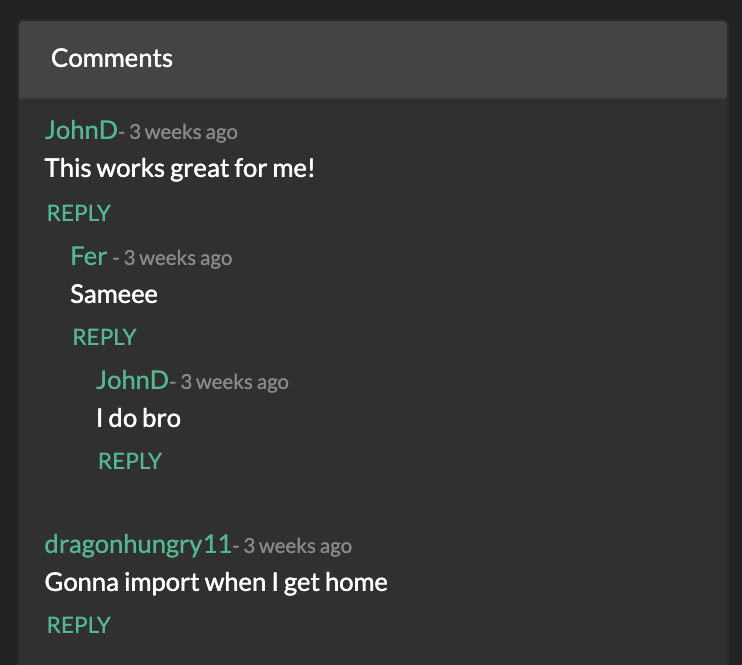 Comments
JohnD- 3 weeks ago
This works great for me!
REPLY
Fer - 3 weeks ago
Sameee
REPLY
JohnD- 3 weeks ago
I do bro
REPLY
dragonhungry11- 3 weeks ago
Gonna import when I get home
REPLY